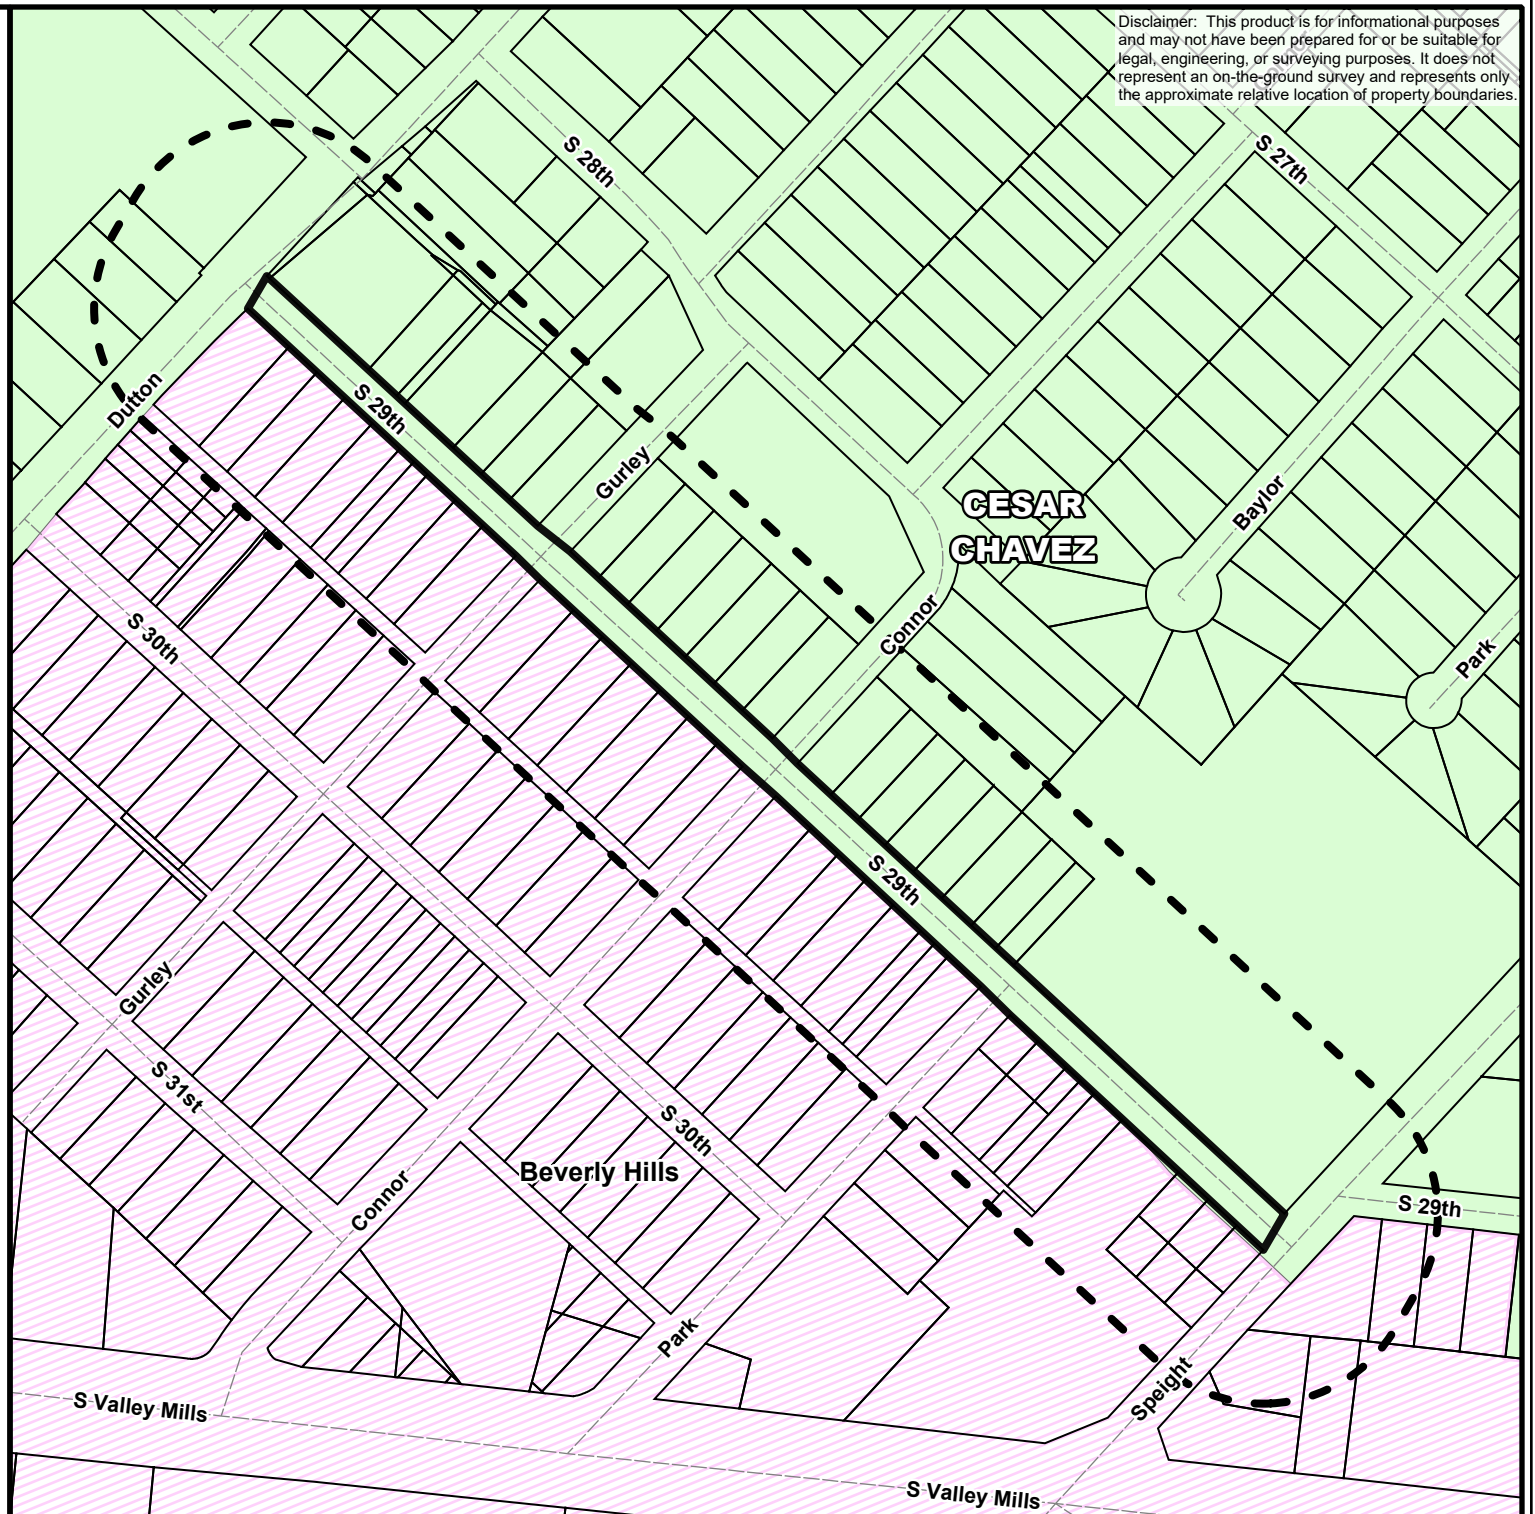 Disclaimer: This product is for informational purposes
and may not have been prepared for or be suitable for
legal, engineering, or surveying purposes. It does not
represent an on-the-ground survey and represents only
the approximate relative location of property boundaries.
S 28th
S 27th
Dutton
S 29th
Gurley
CESAR
CHAVEZ
Baylor
Connor
S 30th
Park
S 29th
Gurley
S 31st
S 30th
Beverly Hills
Connor
S 29th
Park
Speight
S Valley Mills
S Valley Mills